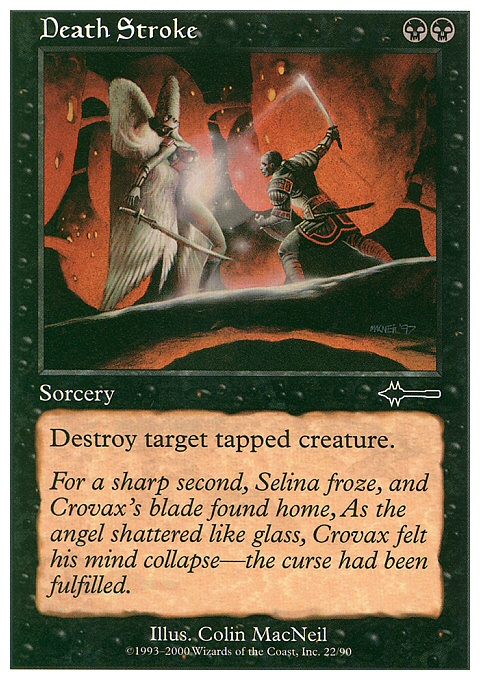 Death Stroke
MACNEIL '97
Sorcery
Destroy target tapped creature.
For a sharp second, Selina froze, and
Crovax's blade found home, As the
angel shattered like glass, Crovax felt
his mind collapse—the curse had been
fulfilled.
Illus. Colin MacNeil
©1993–2000 Wizards of the Coast, Inc. 22/90